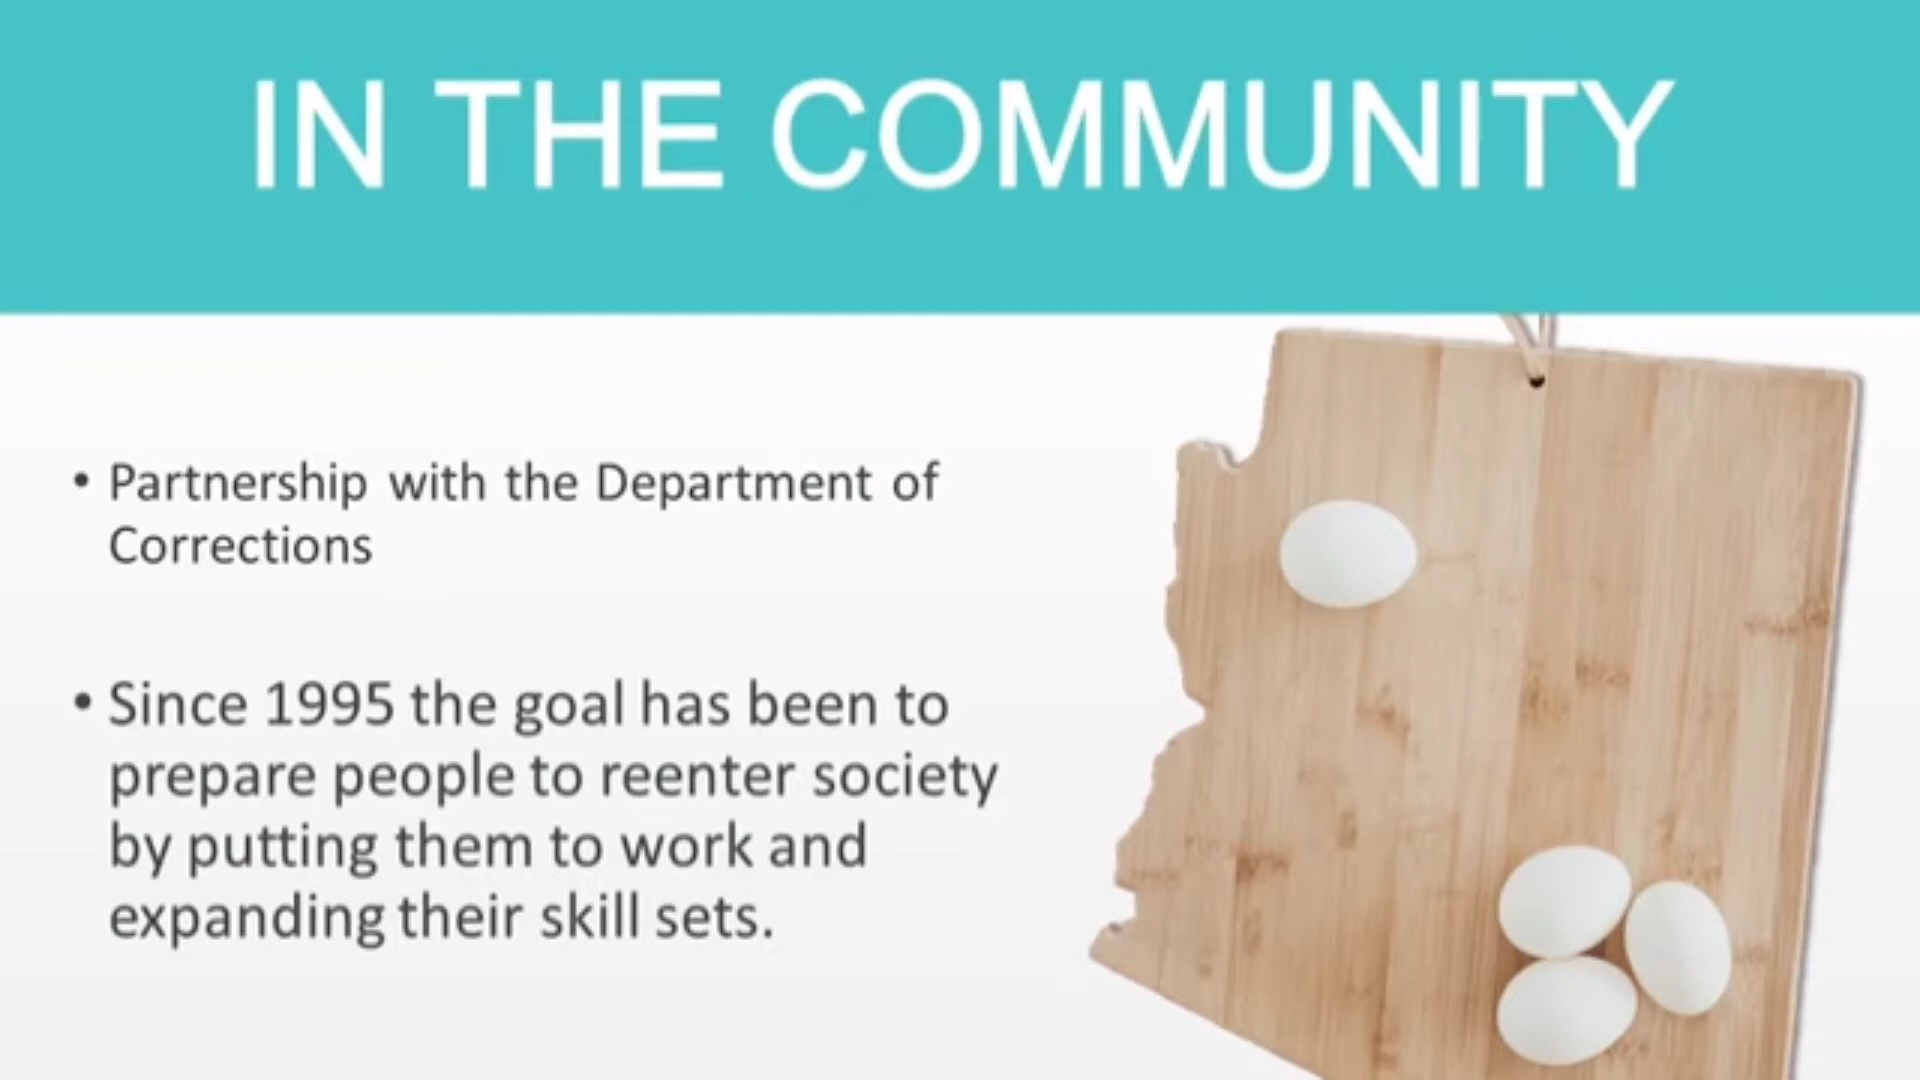 IN THE COMMUNITY
• Partnership with the Department of
Corrections
• Since 1995 the goal has been to
prepare people to reenter society
by putting them to work and
expanding their skill sets.